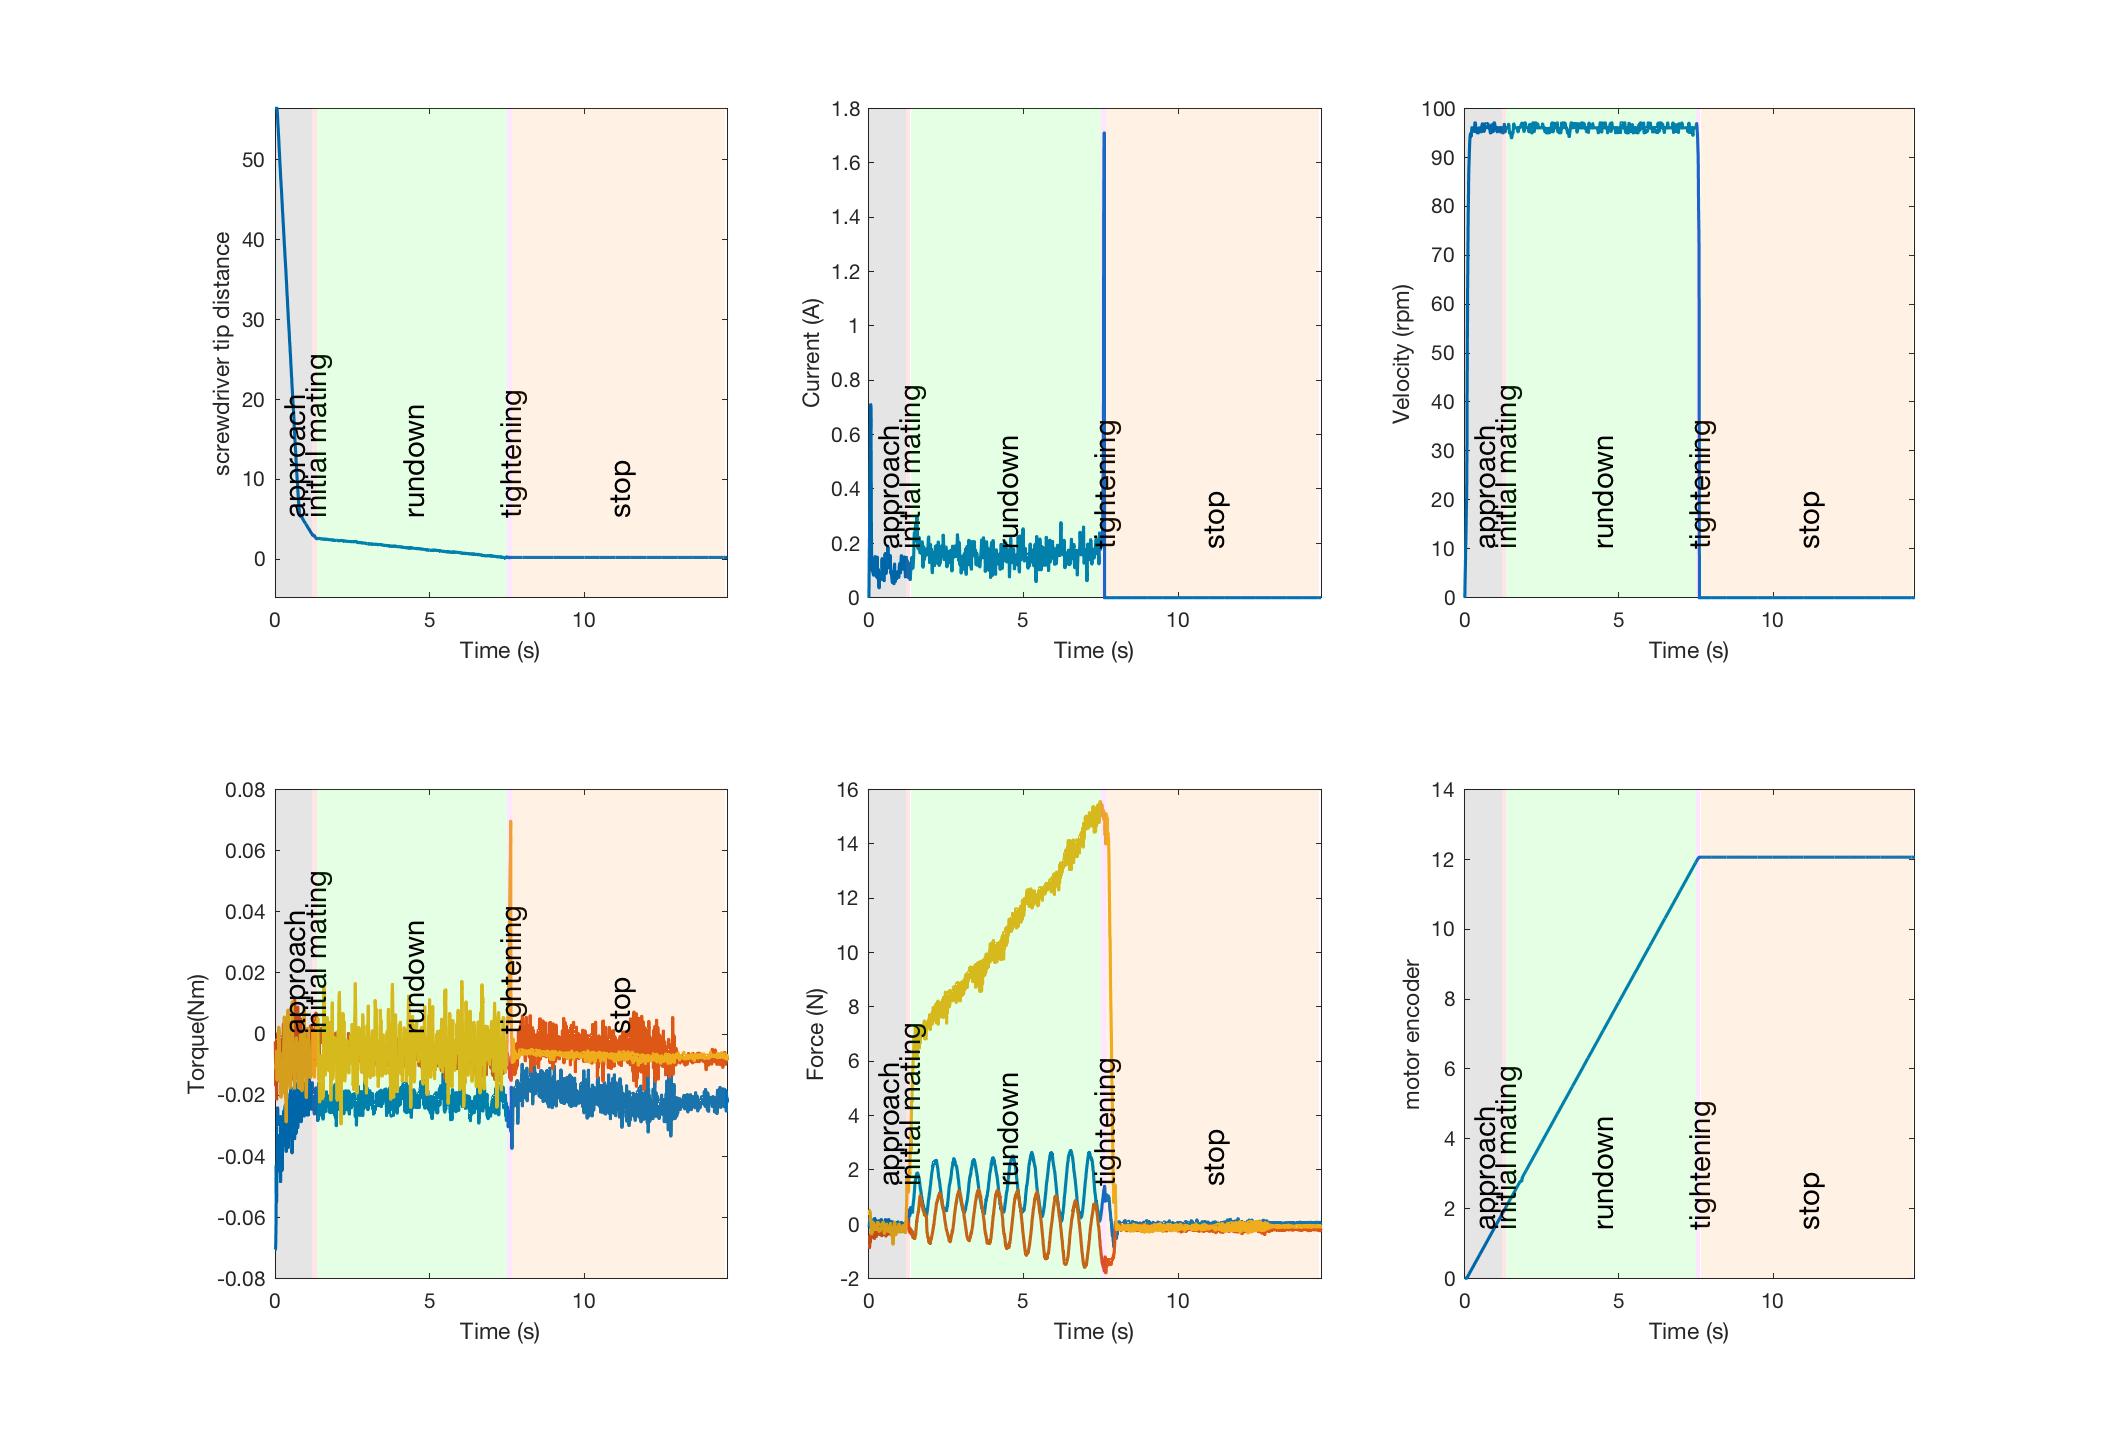 screwdriver tip distance
50
40
30
20
10
0
approach
initial mating
rundown
tightening
stop
0 5 10
Time (s)
Current (A)
1.8
1.6
1.4
1.2
1
0.8
0.6
0.4
0.2
0
approach
initial mating
rundown
tightening
stop
0 5 10
Time (s)
Velocity (rpm)
100
90
80
70
60
50
40
30
20
10
0
approach
initial mating
rundown
tightening
stop
0 5 10
Time (s)
Torque(Nm)
0.08
0.06
0.04
0.02
0
-0.02
-0.04
-0.06
-0.08
approach
initial mating
rundown
tightening
stop
0 5 10
Time (s)
Force (N)
16
14
12
10
8
6
4
2
0
-2
approach
initial mating
rundown
tightening
stop
0 5 10
Time (s)
motor encoder
14
12
10
8
6
4
2
0
approach
initial mating
rundown
tightening
stop
0 5 10
Time (s)